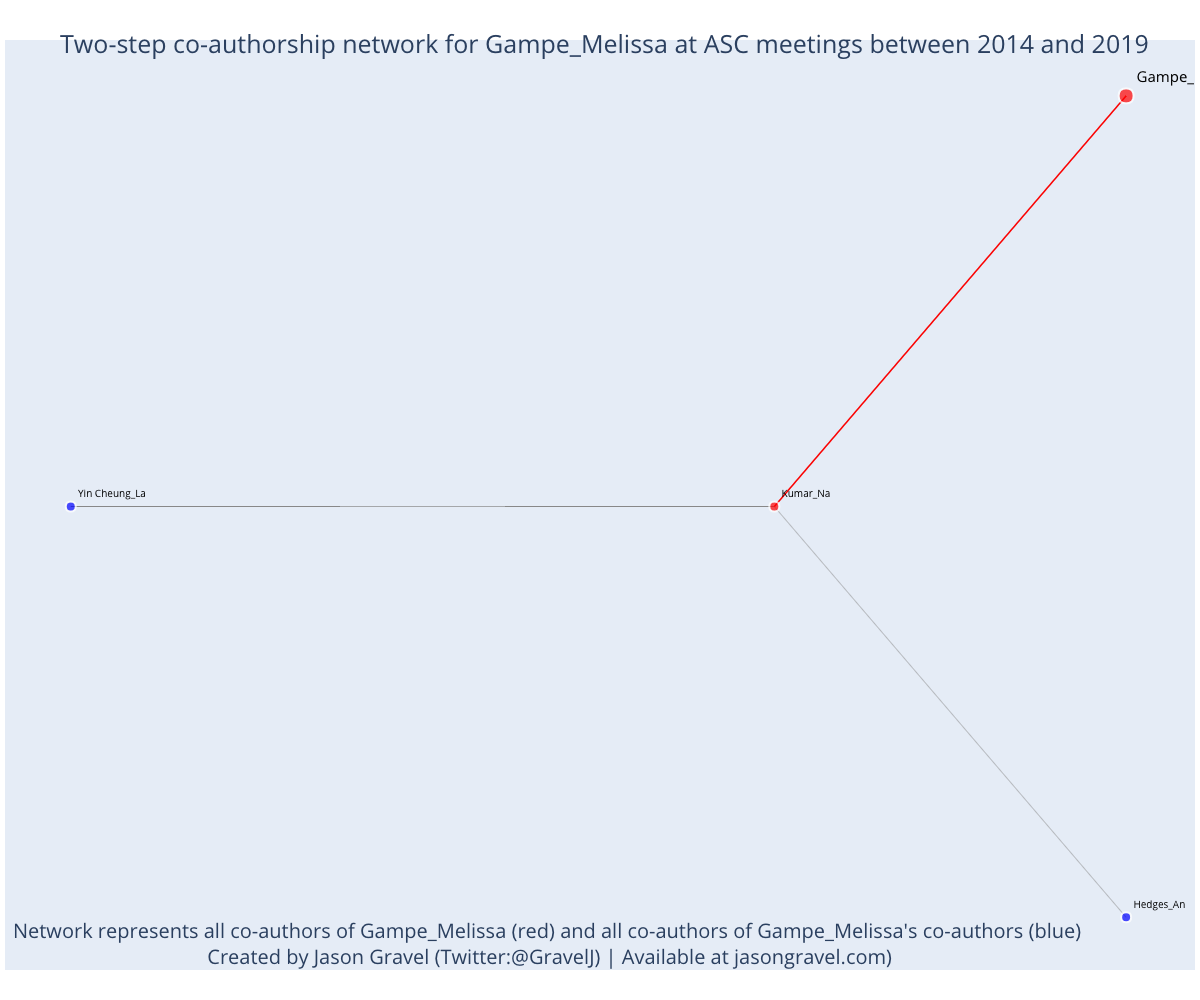 Two-step co-authorship network for Gampe_Melissa at ASC meetings between 2014 and 2019
Gampe_
Yin Cheung_La
Kumar_Na
Hedges_An
Network represents all co-authors of Gampe_Melissa (red) and all co-authors of Gampe_Melissa's co-authors (blue)
Created by Jason Gravel (Twitter:@GravelJ) | Available at jasongravel.com)